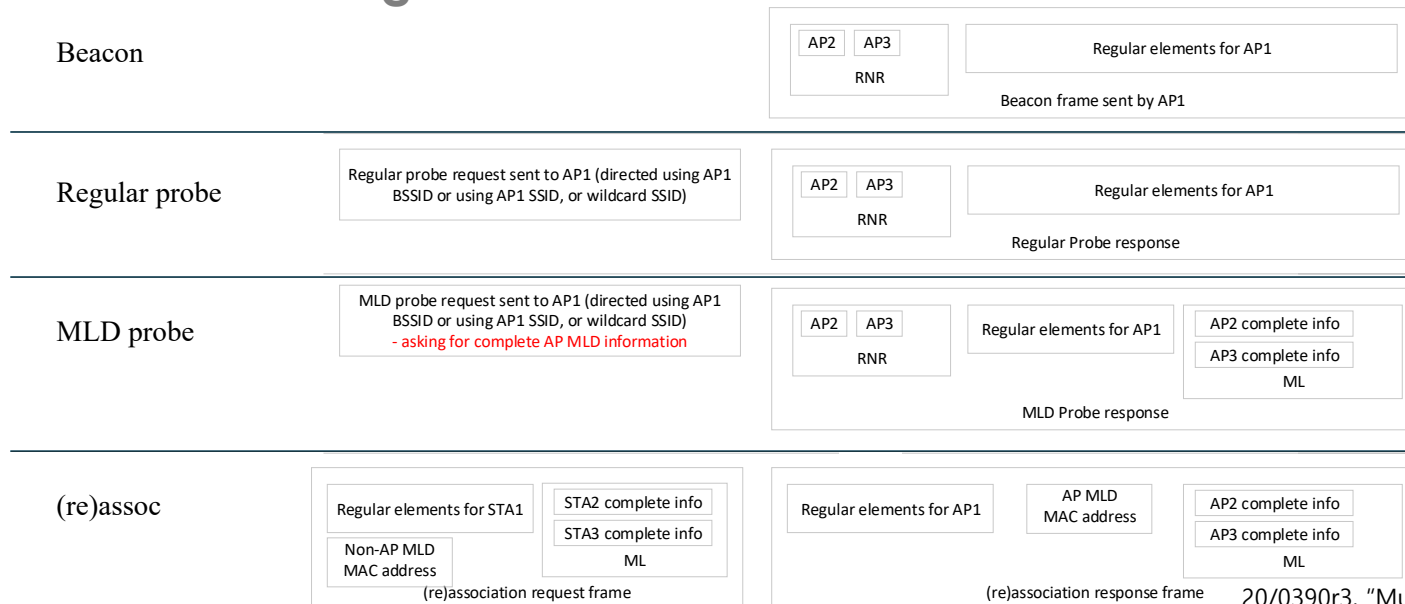 Beacon
AP2
AP3
RNR
Regular elements for AP1
Beacon frame sent by AP1
Regular probe
Regular probe request sent to AP1 (directed using AP1
BSSID or using AP1 SSID, or wildcard SSID)
AP2
AP3
RNR
Regular elements for AP1
Regular Probe response
MLD probe
MLD probe request sent to AP1 (directed using AP1
BSSID or using AP1 SSID, or wildcard SSID)
- asking for complete AP MLD information
AP2
AP3
RNR
Regular elements for AP1
AP2 complete info
AP3 complete info
ML
MLD Probe response
(re)assoc
Regular elements for STA1
Non-AP MLD
MAC address
STA2 complete info
STA3 complete info
ML
(re)association request frame
Regular elements for AP1
AP MLD
MAC address
AP2 complete info
AP3 complete info
ML
(re)association response frame
20/0390r3, "Mu